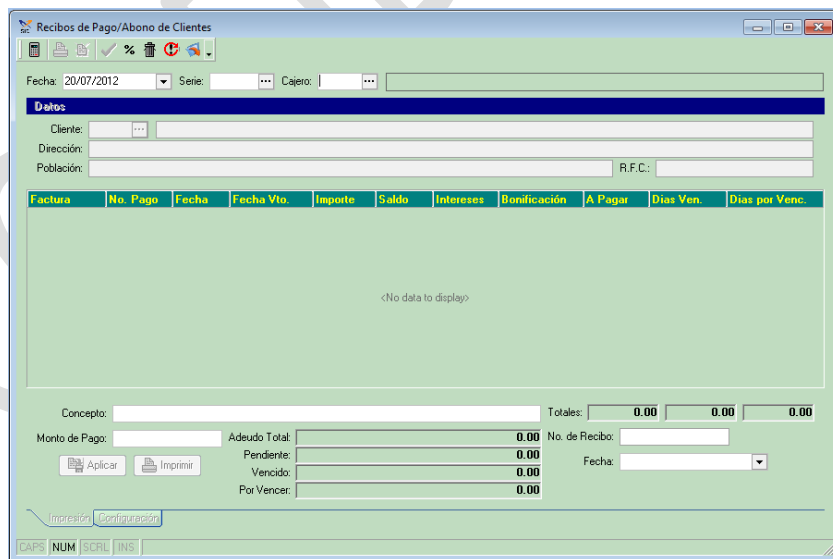 Recibos de Pago/Abono de Clientes
Fecha: 20/07/2012 Serie: ... Cajero: ...
Datos
Cliente: ...
Dirección:
Población: R.F.C.:
Factura No. Pago Fecha Fecha Vto. Importe Saldo Intereses Bonificación A Pagar Dias Ven. Dias por Venc.
<No data to display>
Concepto: Totales: 0.00 0.00 0.00
Monto de Pago: Adeudo Total: 0.00 No. de Recibo:
Aplicar Imprimir Pendiente: 0.00 Fecha:
Vencido: 0.00
Por Vencer: 0.00
Impresión Configuración
CAPS NUM SCRL INS